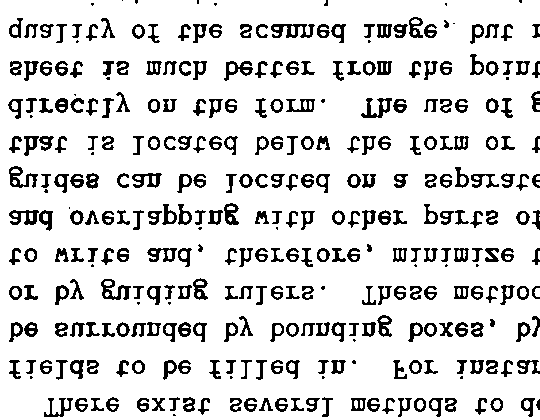 There exist several methods to de
fields to be filled in. For instan
be surrounded by bounding boxes, by
or by guiding rulers. These method
to write and, therefore, minimize t
and overlapping with other parts of
guides can be located on a separate
that is located below the form or t
directly on the form. The use of g
sheet is much better from the point
quality of the scanned image, but r